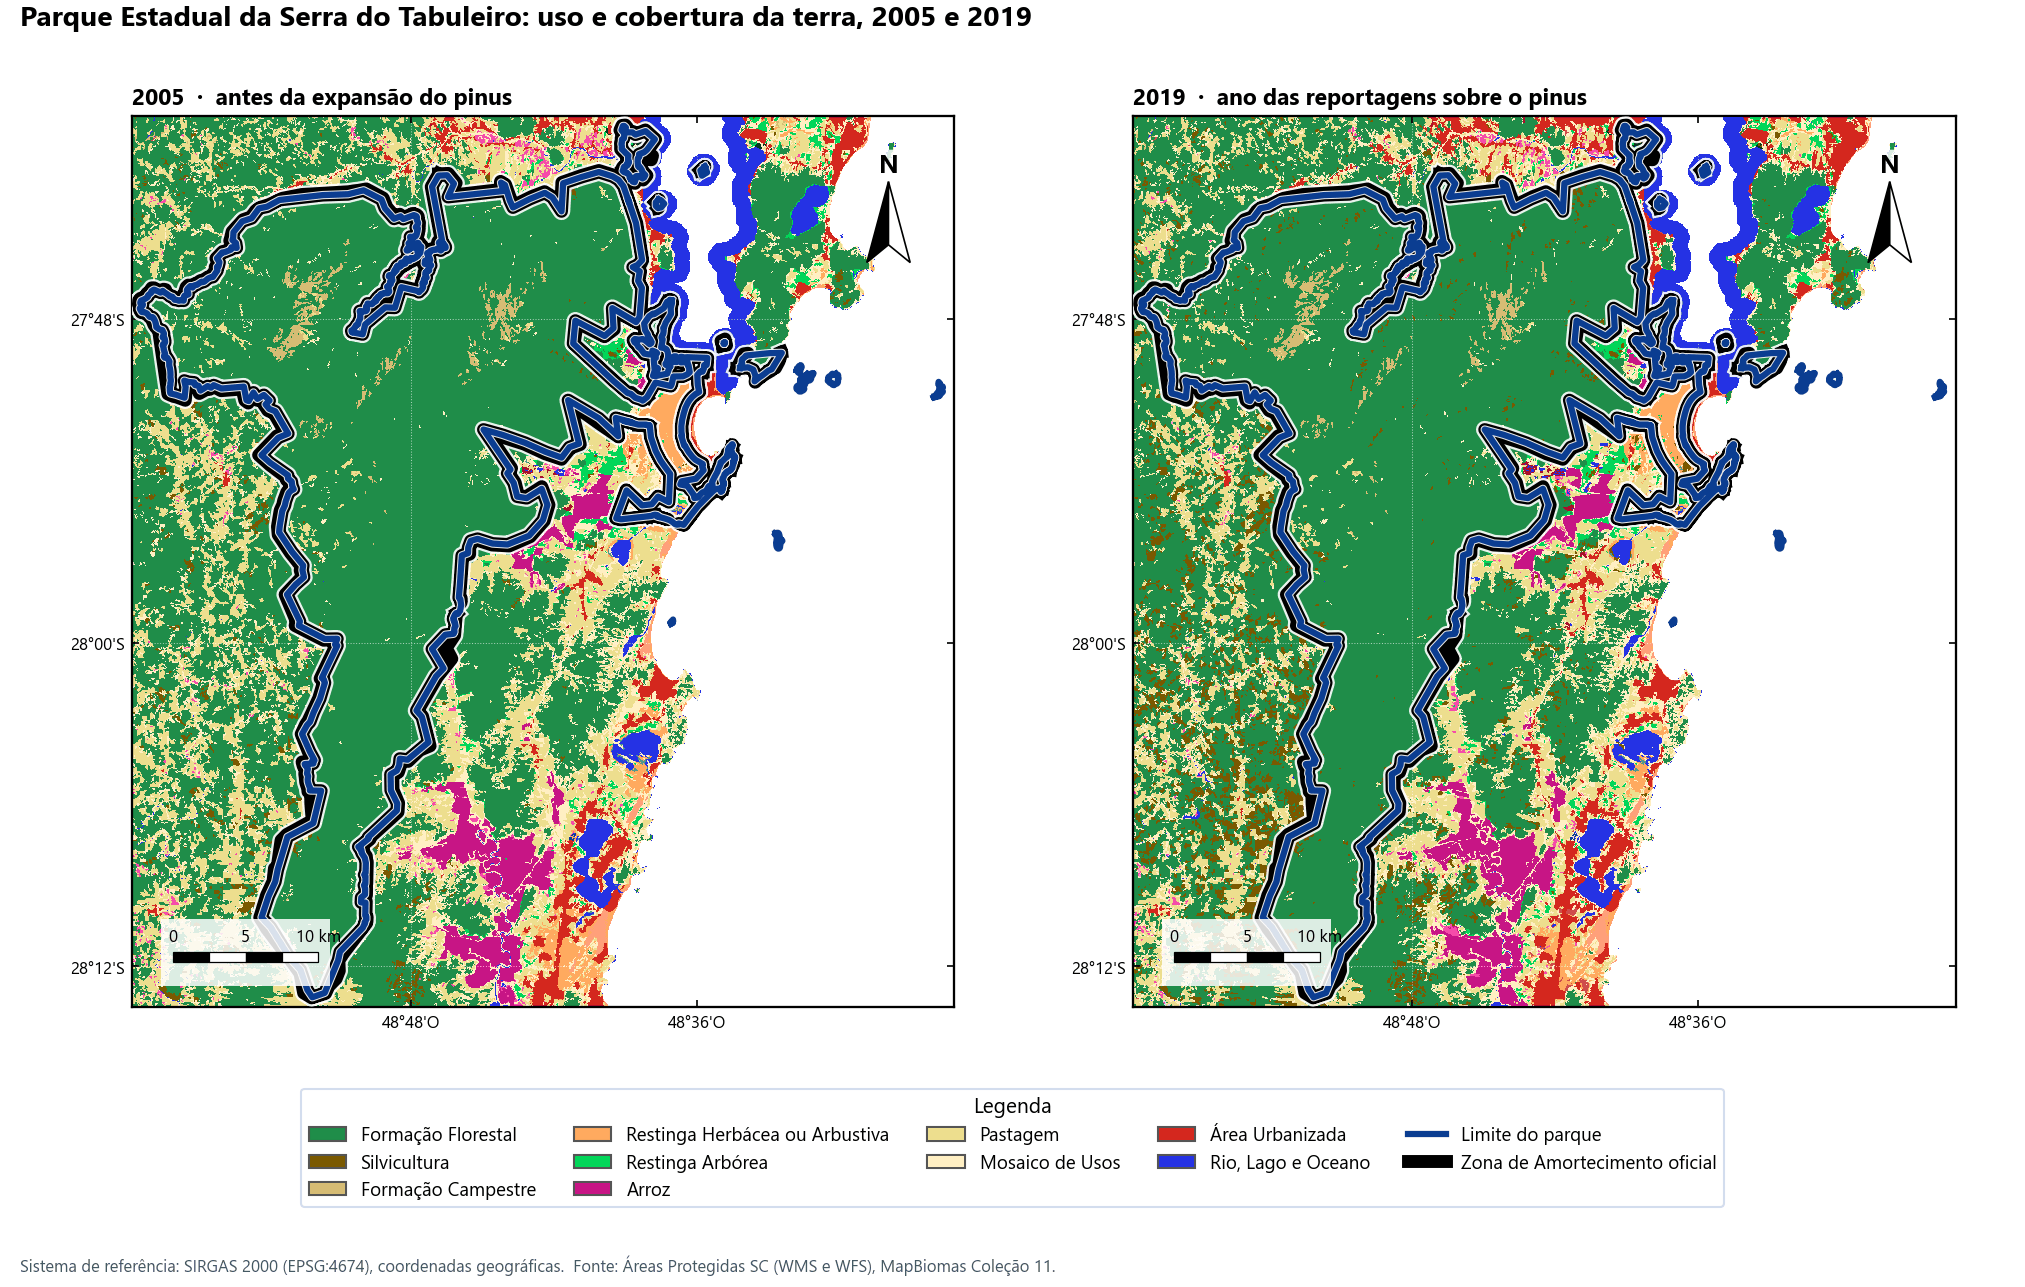 Parque Estadual da Serra do Tabuleiro: uso e cobertura da terra, 2005 e 2019
2005 · antes da expansão do pinus
2019 · ano das reportagens sobre o pinus
N
N
27°48'S
27°48'S
28°00'S
28°00'S
0 5 10 km
0 5 10 km
28°12'S
28°12'S
48°48'O 48°36'O
48°48'O 48°36'O
Legenda
Formação Florestal
Silvicultura
Formação Campestre
Restinga Herbácea ou Arbustiva
Restinga Arbórea
Arroz
Pastagem
Mosaico de Usos
Área Urbanizada
Rio, Lago e Oceano
Limite do parque
Zona de Amortecimento oficial
Sistema de referência: SIRGAS 2000 (EPSG:4674), coordenadas geográficas. Fonte: Áreas Protegidas SC (WMS e WFS), MapBiomas Coleção 11.